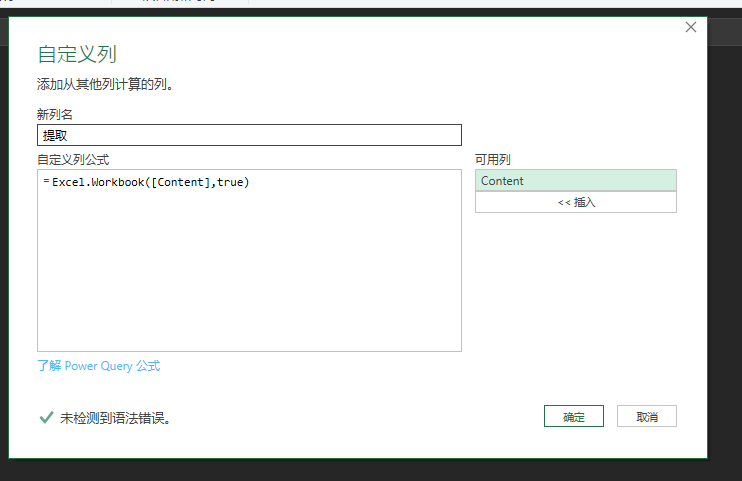 自定义列
添加从其他列计算的列。
新列名
提取
自定义列公式
可用列
=Excel.Workbook([Content],true)
Content
<< 插入
了解 Power Query 公式
未检测到语法错误。
确定
取消